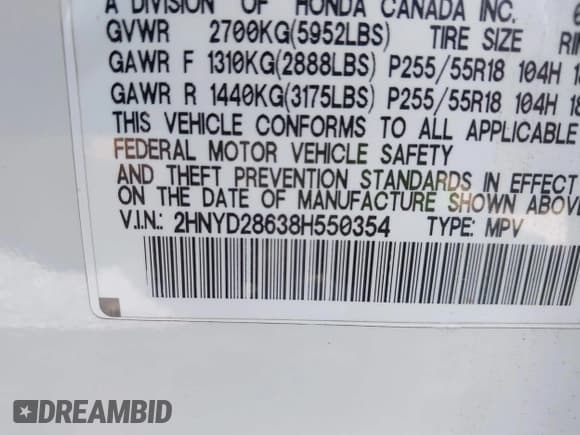 A DIVISION OF HONDA CANADA INC.
GVWR 2700KG(5952LBS) TIRE SIZE
GAWR F 1310KG(2888LBS) P255/55R18 104H
GAWR R 1440KG(3175LBS) P255/55R18 104H
THIS VEHICLE CONFORMS TO ALL APPLICABLE
FEDERAL MOTOR VEHICLE SAFETY
AND THEFT PREVENTION STANDARDS IN EFFECT
ON THE DATE OF MANUFACTURE SHOWN
V.I.N.: 2HNYD28638H550354 TYPE: MPV
DREAMBID